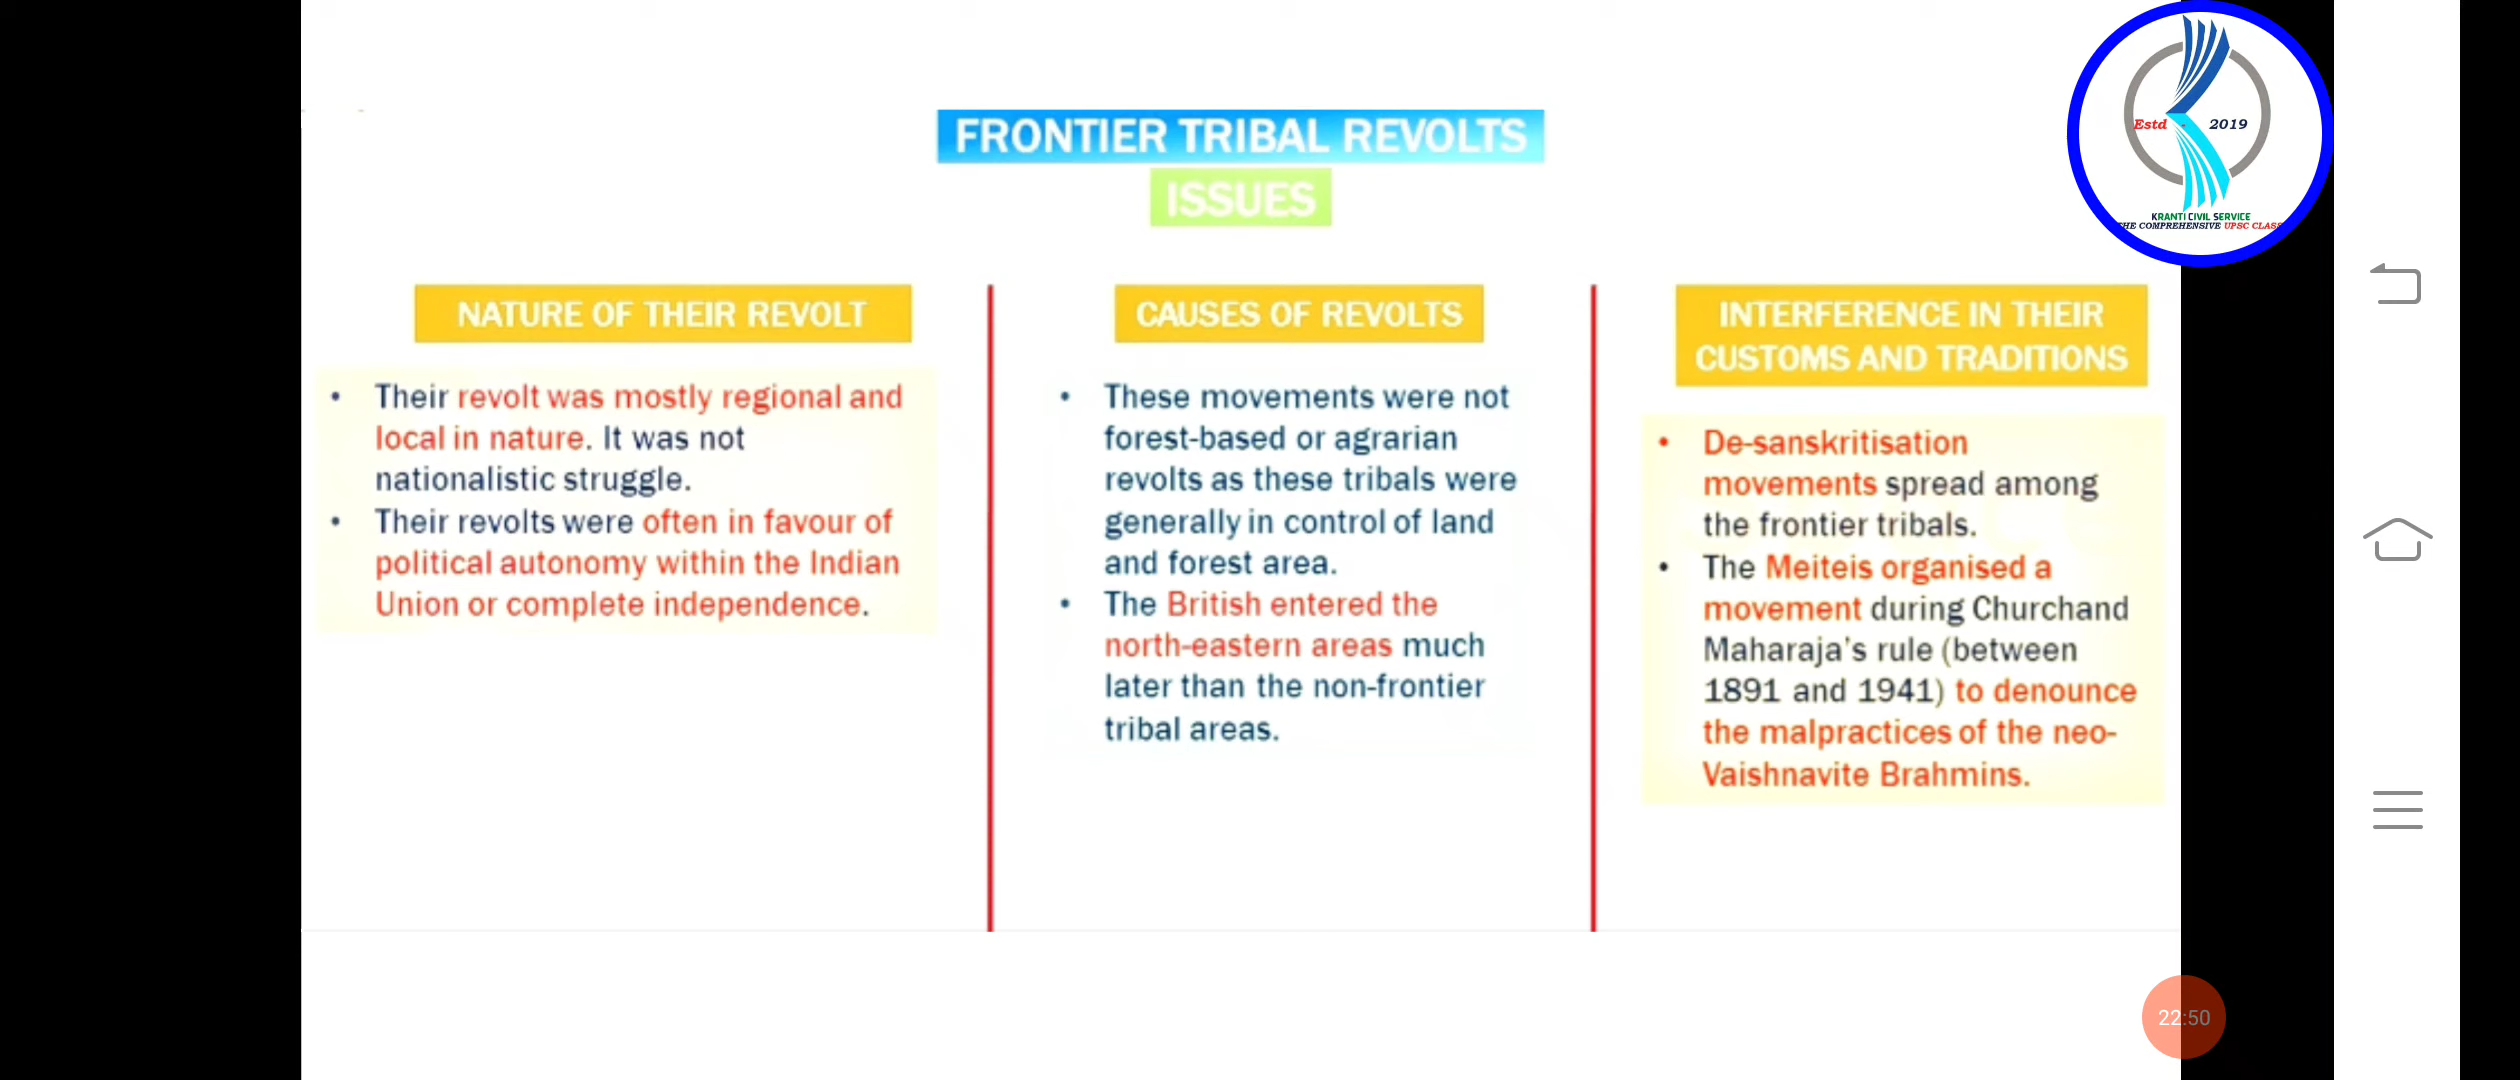 FRONTIER TRIBAL REVOLTS
ISSUES
Estd - 2019
KRANTI CIVIL SERVICE
THE COMPREHENSIVE UPSC CLASS
NATURE OF THEIR REVOLT
• Their revolt was mostly regional and
local in nature. It was not
nationalistic struggle.
• Their revolts were often in favour of
political autonomy within the Indian
Union or complete independence.
CAUSES OF REVOLTS
• These movements were not
forest-based or agrarian
revolts as these tribals were
generally in control of land
and forest area.
• The British entered the
north-eastern areas much
later than the non-frontier
tribal areas.
INTERFERENCE IN THEIR
CUSTOMS AND TRADITIONS
• De-sanskritisation
movements spread among
the frontier tribals.
• The Meiteis organised a
movement during Churchand
Maharaja's rule (between
1891 and 1941) to denounce
the malpractices of the neo-
Vaishnavite Brahmins.
22:50